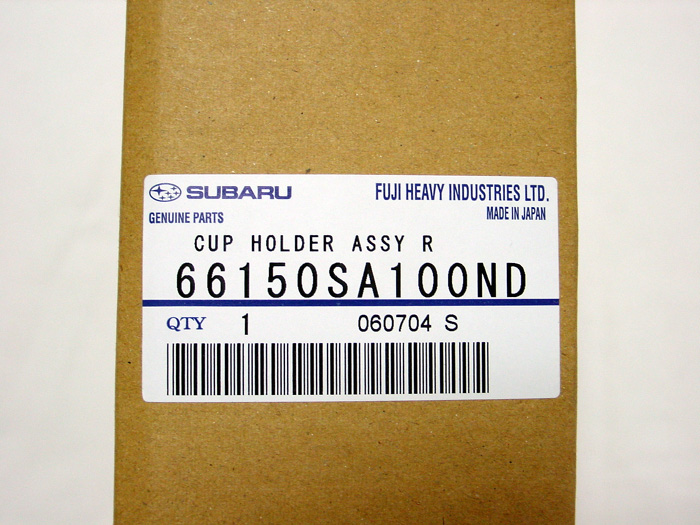 SUBARU FUJI HEAVY INDUSTRIES LTD.
GENUINE PARTS MADE IN JAPAN
CUP HOLDER ASSY R
66150SA100ND
QTY 1 060704 S